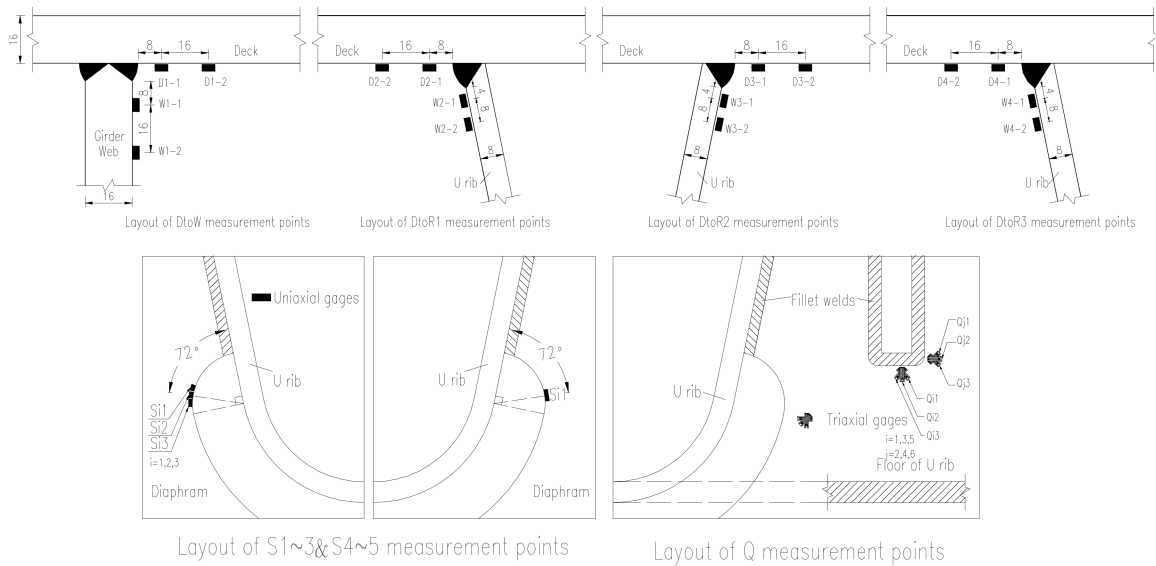 16
8
16
Deck
D1-1
D1-2
8
W1-1
16
W1-2
Girder
Web
16
Layout of DtoW measurement points
Deck
16
8
D2-2
D2-1
4
W2-1
8
W2-2
8
U rib
Layout of DtoR1 measurement points
Deck
8
16
D3-1
D3-2
4
W3-1
8
W3-2
8
U rib
Layout of DtoR2 measurement points
Deck
16
8
D4-2
D4-1
4
W4-1
8
W4-2
8
U rib
Layout of DtoR3 measurement points
Uniaxial gages
72°
U rib
Si1
Si2
Si3
i=1,2,3
Diaphram
72°
U rib
Si1
Diaphram
Layout of S1~3&S4~5 measurement points
Fillet welds
U rib
Qj1
Qj2
Qj3
Qi1
Qi2
Qi3
Triaxial gages
i=1,3,5
j=2,4,6
Floor of U rib
Layout of Q measurement points